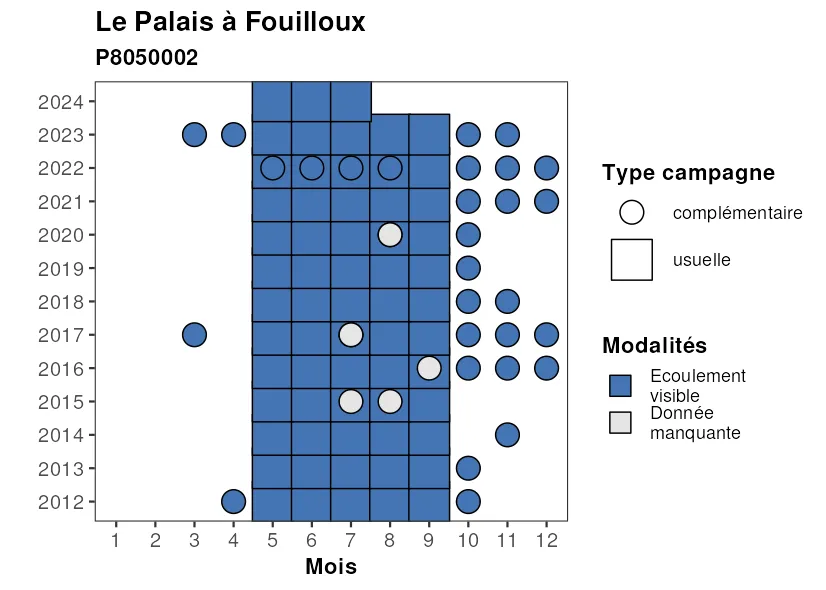 Le Palais à Fouilloux
P8050002
2024
2023
2022
2021
2020
2019
2018
2017
2016
2015
2014
2013
2012
1 2 3 4 5 6 7 8 9 10 11 12
Mois
Type campagne
complémentaire
usuelle
Modalités
Ecoulement
visible
Donnée
manquante